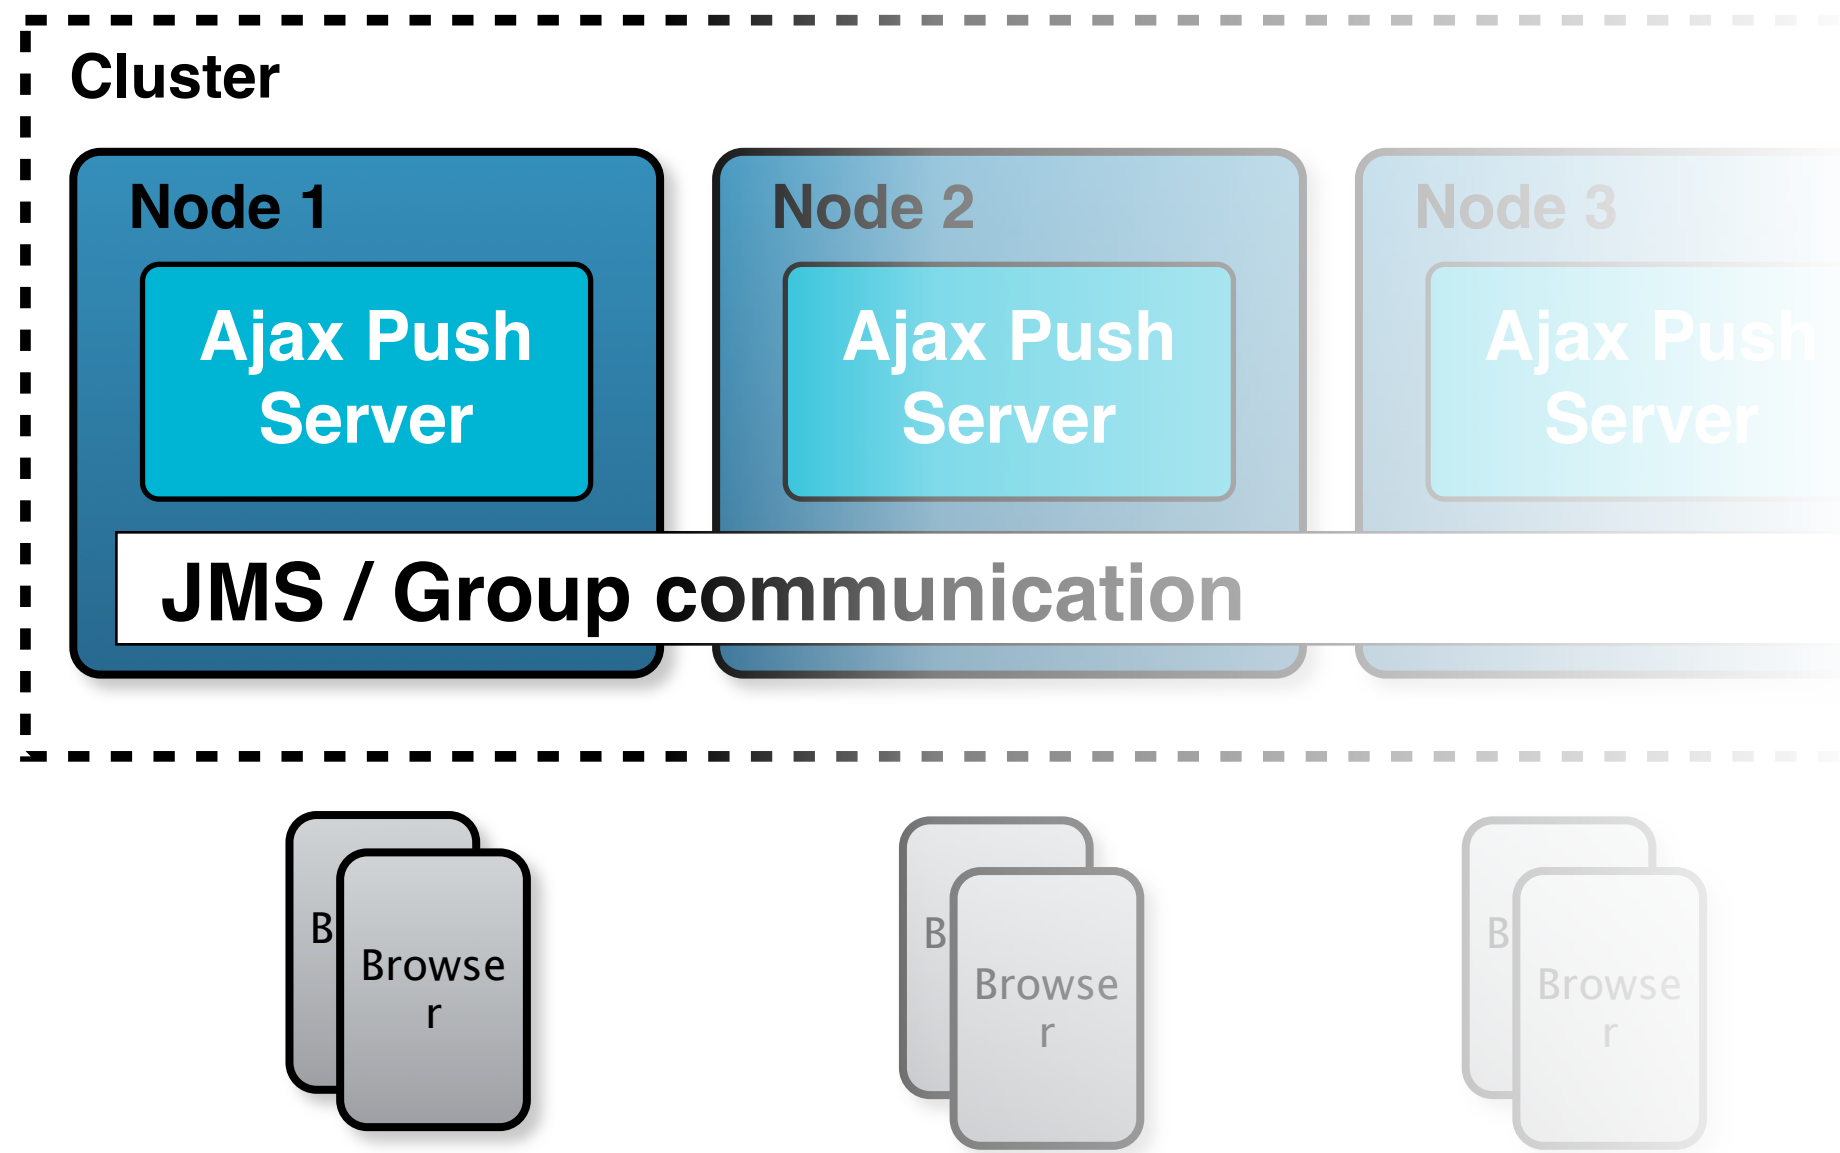 Cluster
Node 1
Node 2
Node 3
Ajax Push
Server
Ajax Push
Server
Ajax Push
Server
JMS / Group communication
B
Browse
r
B
Browse
r
B
Browse
r